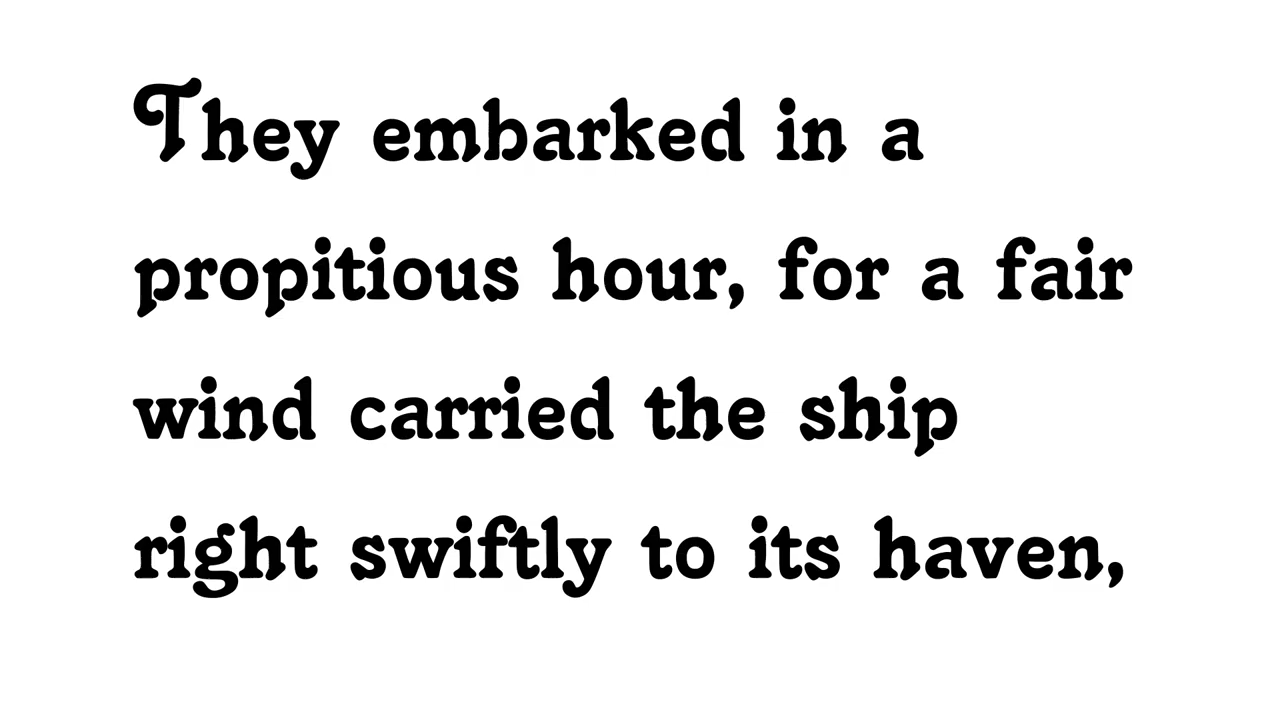 They embarked in a
propitious hour, for a fair
wind carried the ship
right swiftly to its haven,